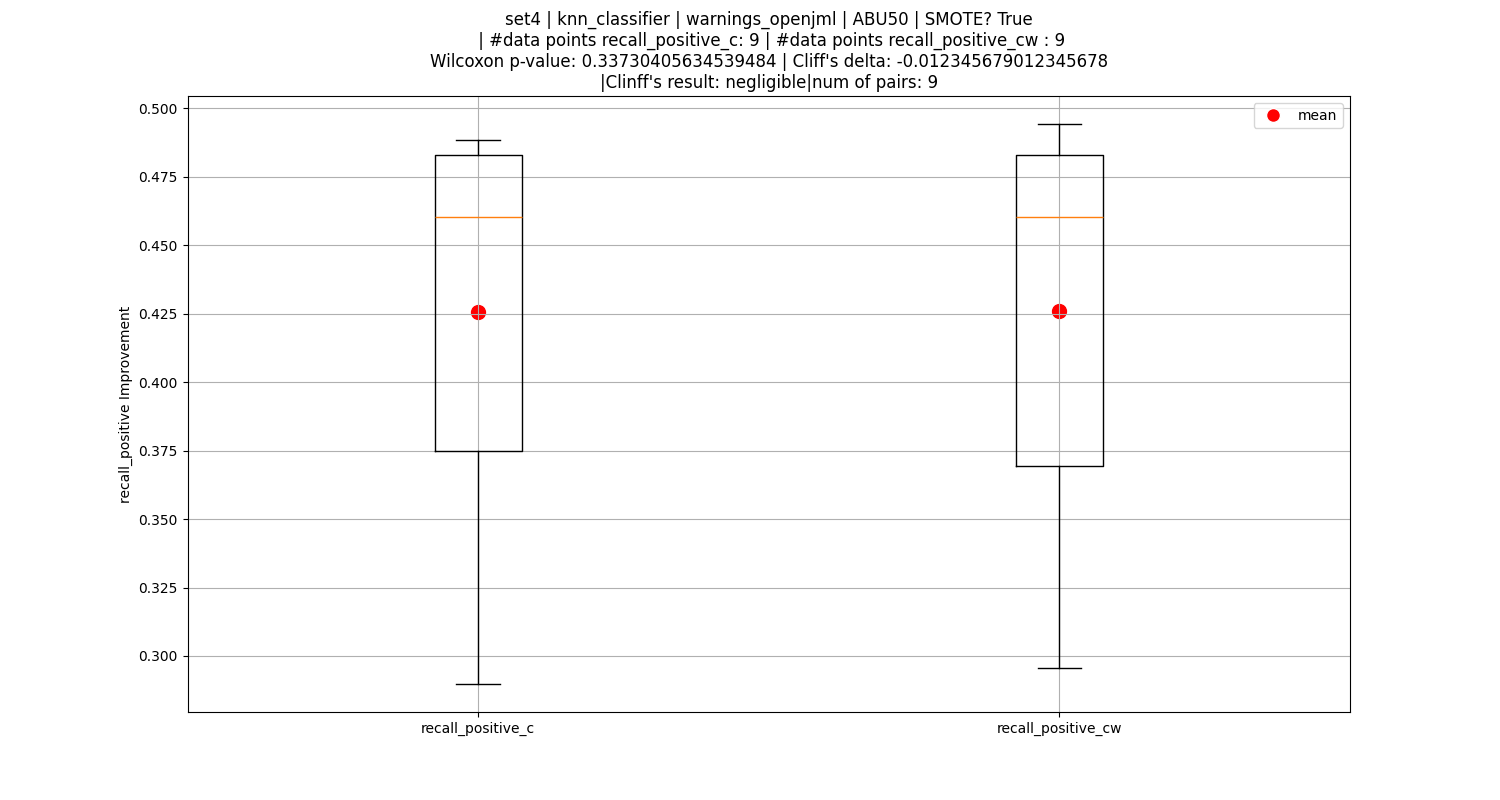 set4 | knn_classifier | warnings_openjml | ABU50 | SMOTE? True
| #data points recall_positive_c: 9 | #data points recall_positive_cw : 9
Wilcoxon p-value: 0.33730405634539484 | Cliff's delta: -0.012345679012345678
|Clinff's result: negligible|num of pairs: 9
mean
recall_positive Improvement
0.500
0.475
0.450
0.425
0.400
0.375
0.350
0.325
0.300
recall_positive_c
recall_positive_cw